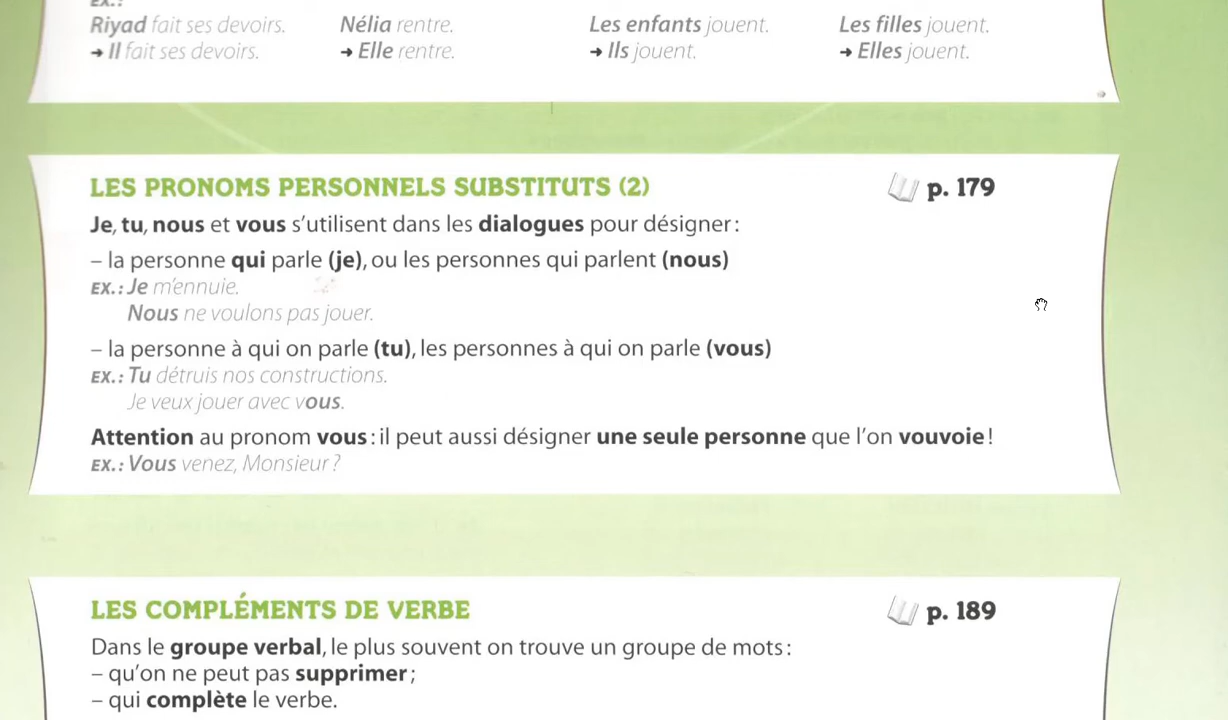 EX.:
Riyad fait ses devoirs. Nélia rentre. Les enfants jouent. Les filles jouent.
→ Il fait ses devoirs. → Elle rentre. → Ils jouent. → Elles jouent.
LES PRONOMS PERSONNELS SUBSTITUTS (2) p. 179
Je, tu, nous et vous s'utilisent dans les dialogues pour désigner :
– la personne qui parle (je), ou les personnes qui parlent (nous)
EX. : Je m'ennuie.
Nous ne voulons pas jouer.
– la personne à qui on parle (tu), les personnes à qui on parle (vous)
EX. : Tu détruis nos constructions.
Je veux jouer avec vous.
Attention au pronom vous : il peut aussi désigner une seule personne que l'on vouvoie !
EX. : Vous venez, Monsieur ?
LES COMPLÉMENTS DE VERBE p. 189
Dans le groupe verbal, le plus souvent on trouve un groupe de mots :
– qu'on ne peut pas supprimer ;
– qui complète le verbe.